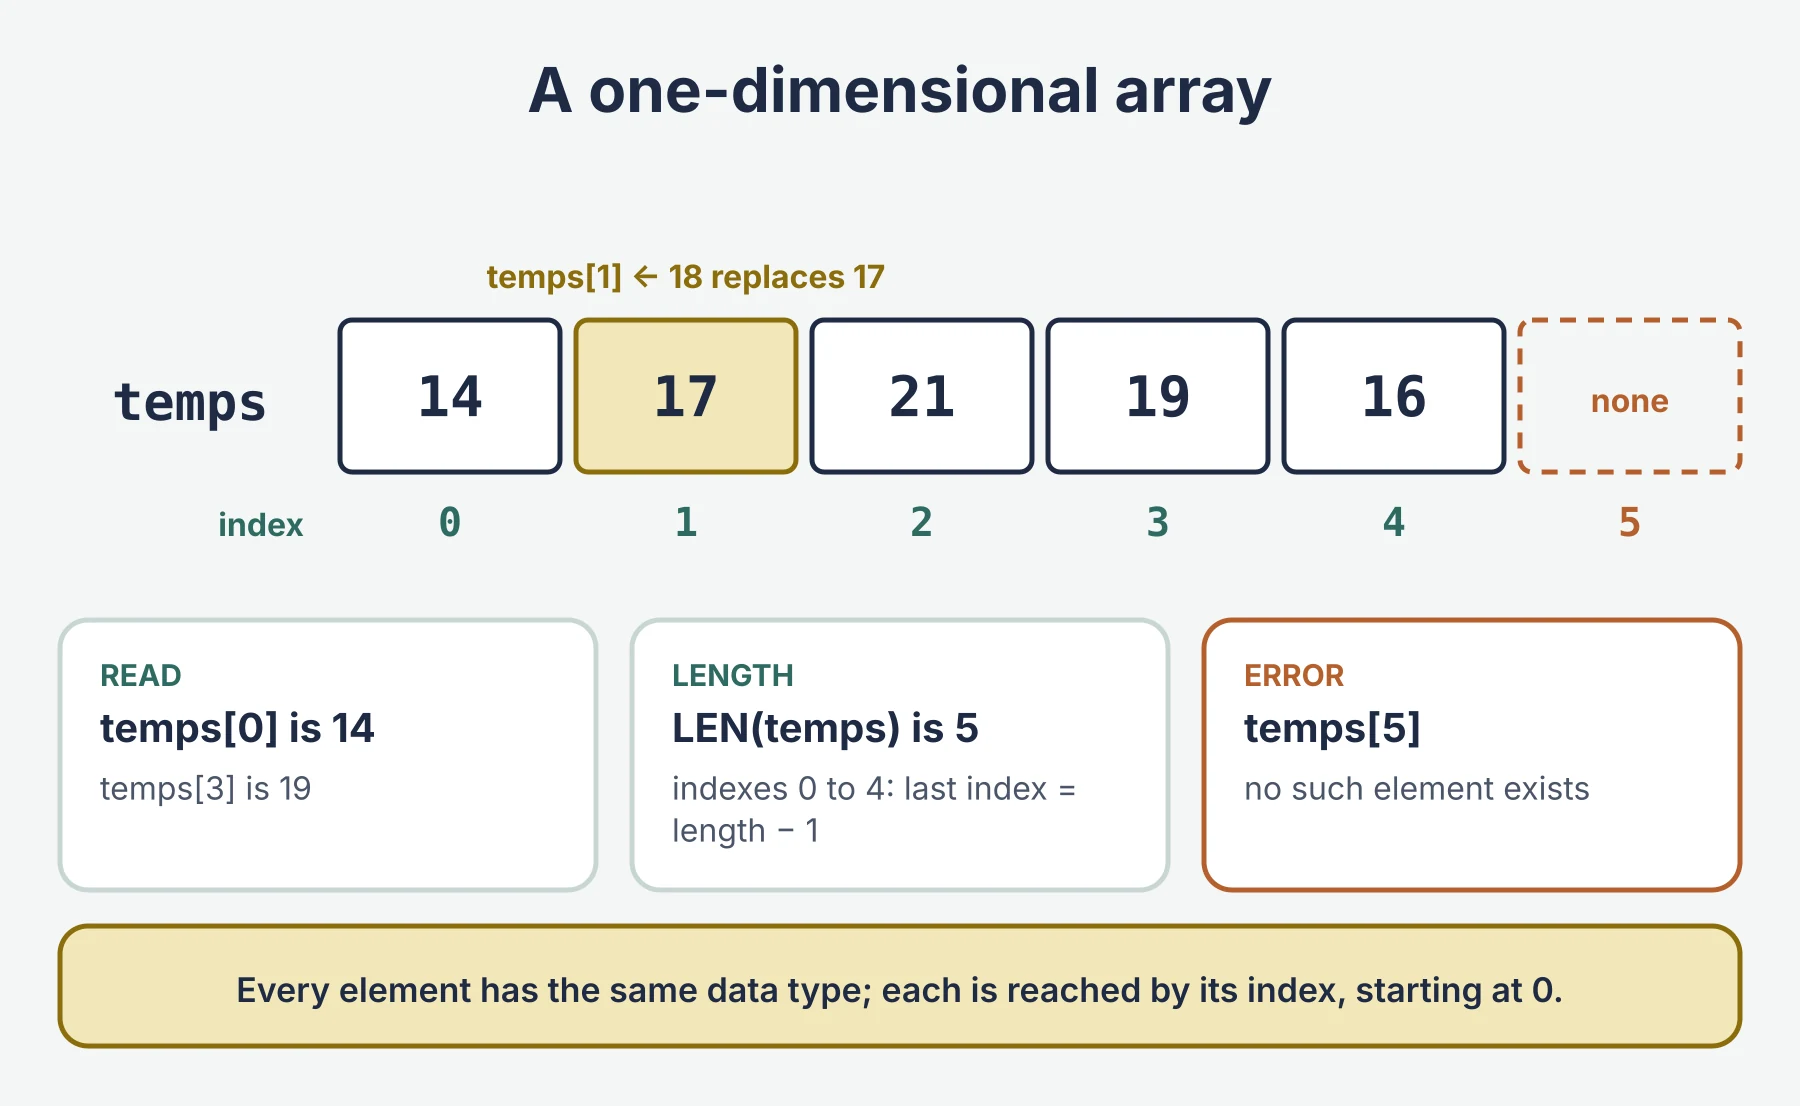 A one-dimensional array
temps[1] ← 18 replaces 17
temps 14 17 21 19 16 none
index 0 1 2 3 4 5
READ
temps[0] is 14
temps[3] is 19
LENGTH
LEN(temps) is 5
indexes 0 to 4: last index =
length − 1
ERROR
temps[5]
no such element exists
Every element has the same data type; each is reached by its index, starting at 0.